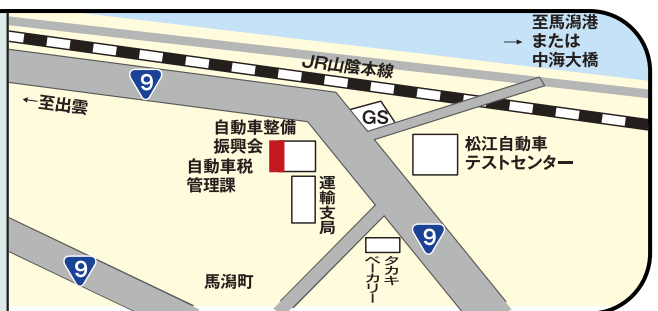 至馬潟港
→ または
中海大橋
JR山陰本線
9
←至出雲
GS
自動車整備
振興会
自動車税
管理課
松江自動車
テストセンター
運輸支局
9
タカキ
ベーカリー
9
馬潟町